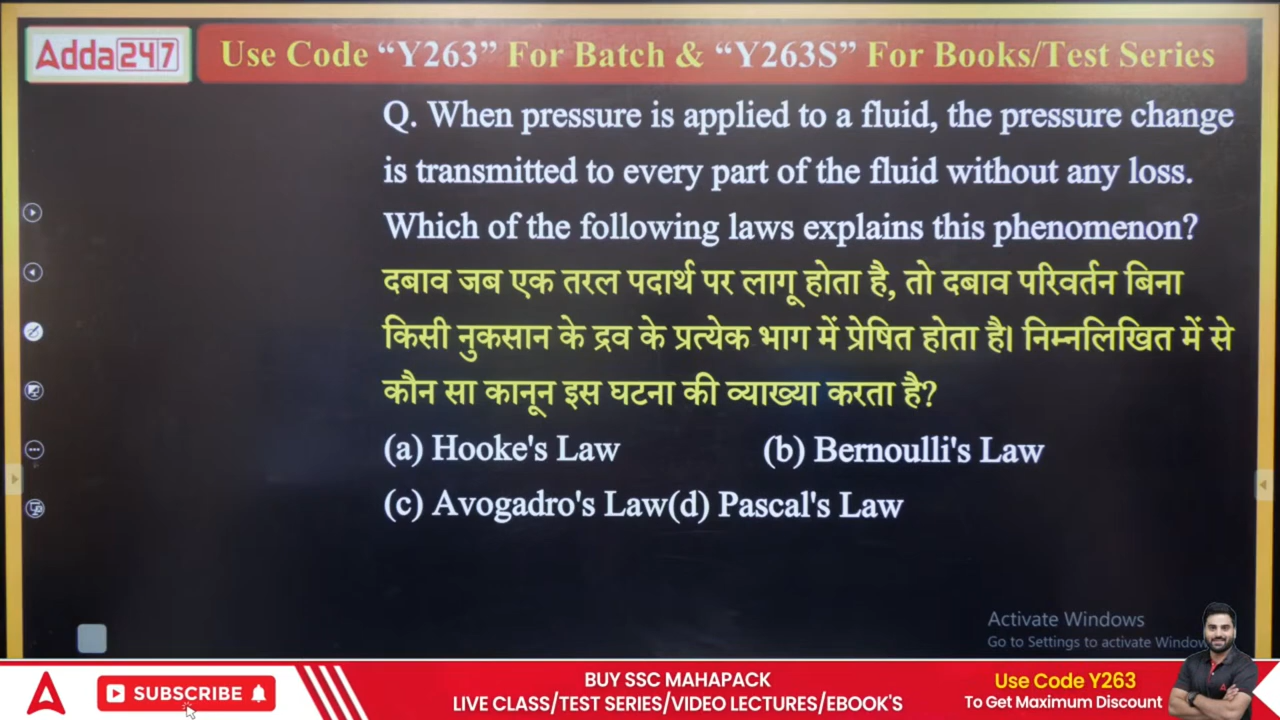 Adda247
Use Code “Y263” For Batch & “Y263S” For Books/Test Series
Q. When pressure is applied to a fluid, the pressure change
is transmitted to every part of the fluid without any loss.
Which of the following laws explains this phenomenon?
दबाव जब एक तरल पदार्थ पर लागू होता है, तो दबाव परिवर्तन बिना
किसी नुकसान के द्रव के प्रत्येक भाग में प्रेषित होता है। निम्नलिखित में से
कौन सा कानून इस घटना की व्याख्या करता है?
(a) Hooke's Law (b) Bernoulli's Law
(c) Avogadro's Law(d) Pascal's Law
Activate Windows
Go to Settings to activate Window
SUBSCRIBE
BUY SSC MAHAPACK
LIVE CLASS/TEST SERIES/VIDEO LECTURES/EBOOK'S
Use Code Y263
To Get Maximum Discount